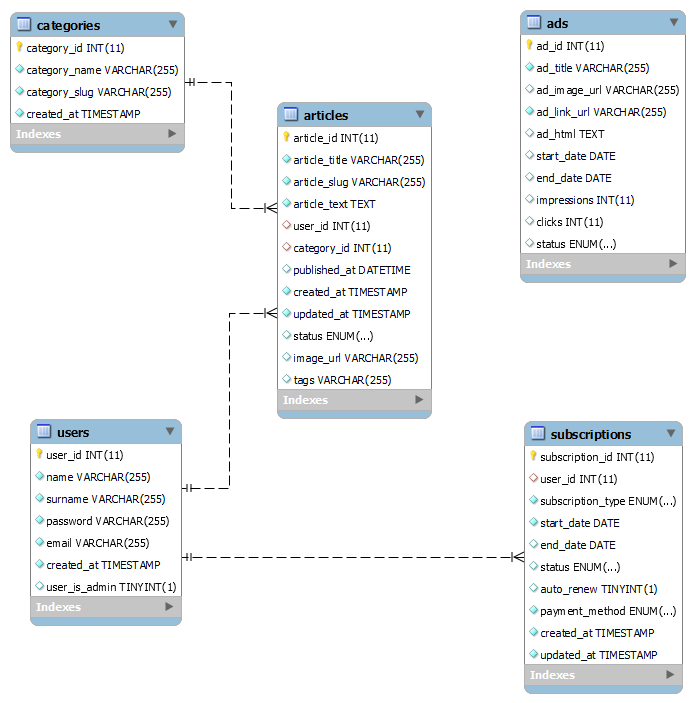 categories
category_id INT(11)
category_name VARCHAR(255)
category_slug VARCHAR(255)
created_at TIMESTAMP
Indexes
articles
article_id INT(11)
article_title VARCHAR(255)
article_slug VARCHAR(255)
article_text TEXT
user_id INT(11)
category_id INT(11)
published_at DATETIME
created_at TIMESTAMP
updated_at TIMESTAMP
status ENUM(...)
image_url VARCHAR(255)
tags VARCHAR(255)
Indexes
ads
ad_id INT(11)
ad_title VARCHAR(255)
ad_image_url VARCHAR(255)
ad_link_url VARCHAR(255)
ad_html TEXT
start_date DATE
end_date DATE
impressions INT(11)
clicks INT(11)
status ENUM(...)
Indexes
users
user_id INT(11)
name VARCHAR(255)
surname VARCHAR(255)
password VARCHAR(255)
email VARCHAR(255)
created_at TIMESTAMP
user_is_admin TINYINT(1)
Indexes
subscriptions
subscription_id INT(11)
user_id INT(11)
subscription_type ENUM(...)
start_date DATE
end_date DATE
status ENUM(...)
auto_renew TINYINT(1)
payment_method ENUM(...)
created_at TIMESTAMP
updated_at TIMESTAMP
Indexes